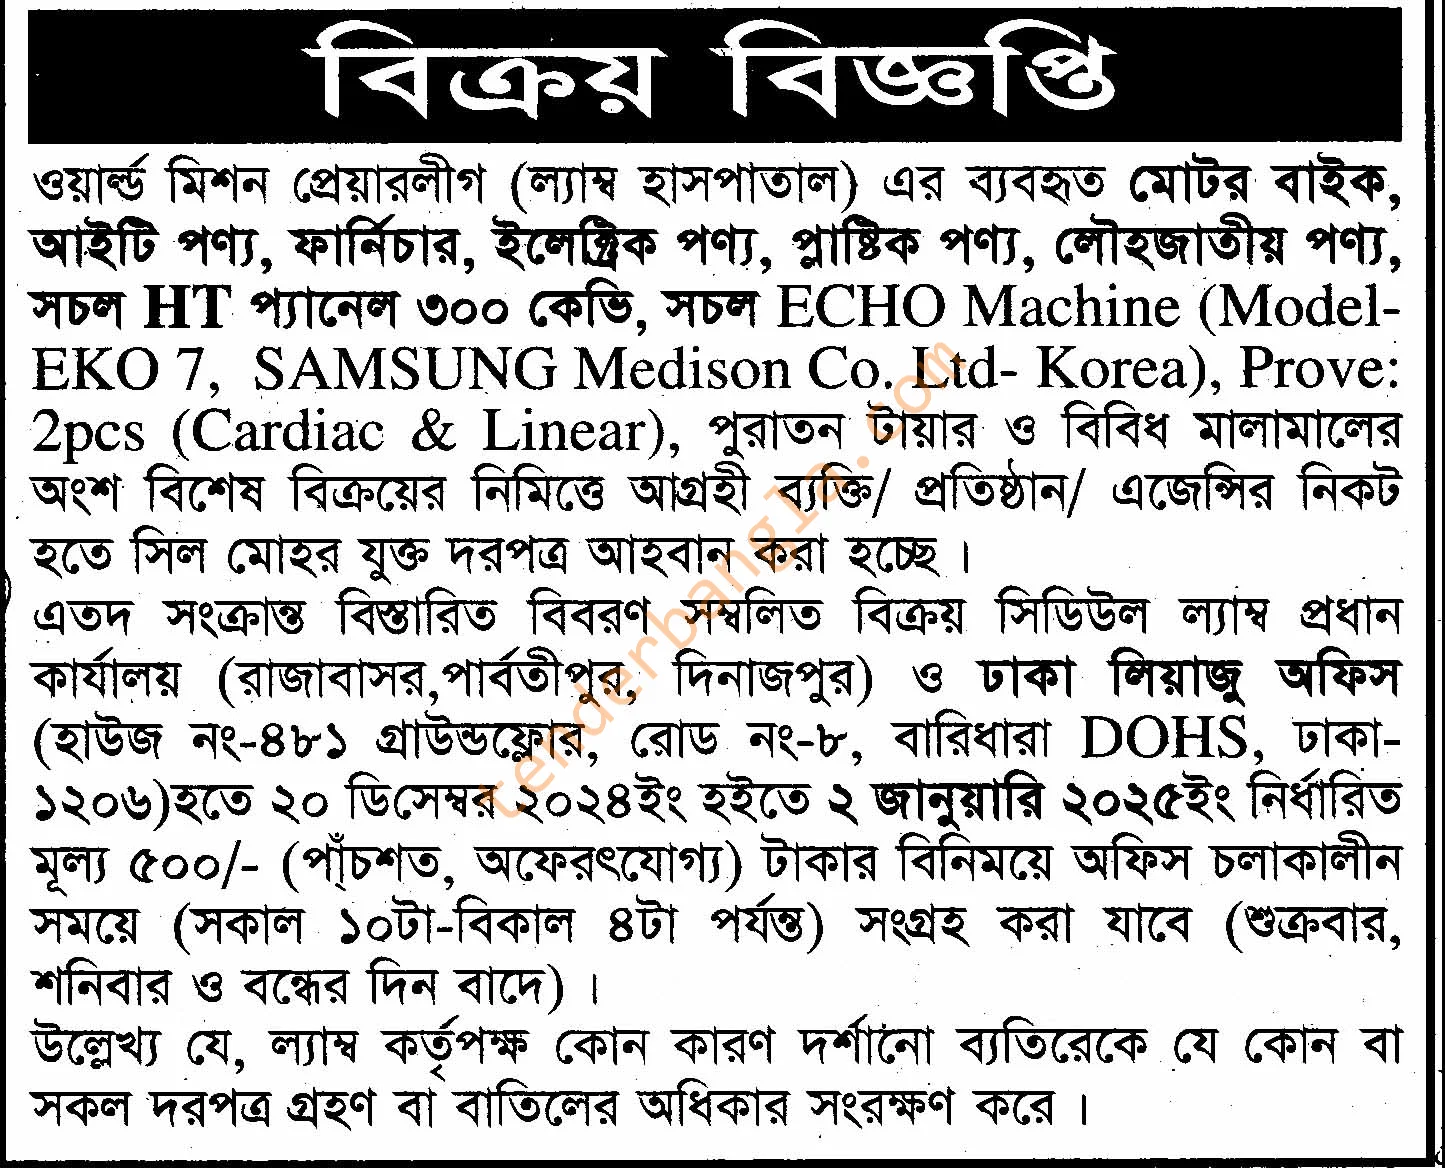 বিক্রয় বিজ্ঞপ্তি
ওয়ার্ল্ড মিশন প্রেয়ারলীগ (ল্যাম্ব হাসপাতাল) এর ব্যবহৃত মোটর বাইক,
আইটি পণ্য, ফার্নিচার, ইলেক্ট্রিক পণ্য, প্লাষ্টিক পণ্য, লৌহজাতীয় পণ্য,
সচল HT প্যানেল ৩০০ কেভি, সচল ECHO Machine (Model-
EKO 7, SAMSUNG Medison Co. Ltd- Korea), Prove:
2pcs (Cardiac & Linear), পুরাতন টায়ার ও বিবিধ মালামালের
অংশ বিশেষ বিক্রয়ের নিমিত্তে আগ্রহী ব্যক্তি/ প্রতিষ্ঠান/ এজেন্সির নিকট
হতে সিল মোহর যুক্ত দরপত্র আহবান করা হচ্ছে ।
এতদ সংক্রান্ত বিস্তারিত বিবরণ সম্বলিত বিক্রয় সিডিউল ল্যাম্ব প্রধান
কার্যালয় (রাজাবাসর,পার্বতীপুর, দিনাজপুর) ও ঢাকা লিয়াজু অফিস
(হাউজ নং-৪৮১ গ্রাউন্ডফ্লোর, রোড নং-৮, বারিধারা DOHS, ঢাকা-
১২০৬)হতে ২০ ডিসেম্বর ২০২৪ইং হইতে ২ জানুয়ারি ২০২৫ইং নির্ধারিত
মূল্য ৫০০/- (পাঁচশত, অফেরৎযোগ্য) টাকার বিনিময়ে অফিস চলাকালীন
সময়ে (সকাল ১০টা-বিকাল ৪টা পর্যন্ত) সংগ্রহ করা যাবে (শুক্রবার,
শনিবার ও বন্ধের দিন বাদে) ।
উল্লেখ্য যে, ল্যাম্ব কর্তৃপক্ষ কোন কারণ দর্শানো ব্যতিরেকে যে কোন বা
সকল দরপত্র গ্রহণ বা বাতিলের অধিকার সংরক্ষণ করে ।
tenderbangla.com